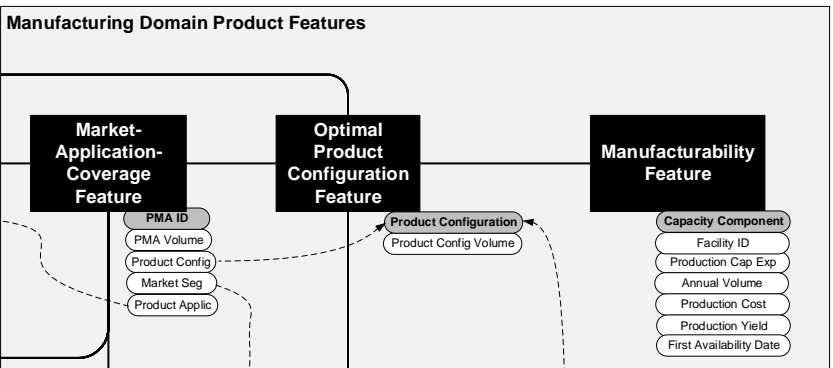 Manufacturing Domain Product Features
Market-
Application-
Coverage
Feature
Optimal
Product
Configuration
Feature
Manufacturability
Feature
PMA ID
PMA Volume
Product Config
Market Seg
Product Applic
Product Configuration
Product Config Volume
Capacity Component
Facility ID
Production Cap Exp
Annual Volume
Production Cost
Production Yield
First Availability Date